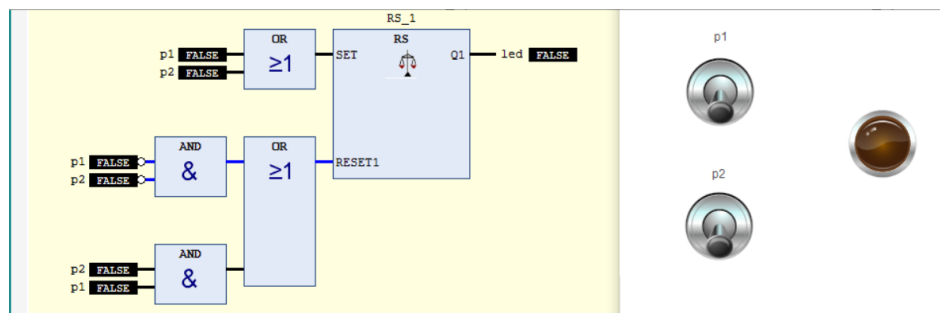 RS_1
OR
RS
p1 FALSE
≥1
SET
Q1
led FALSE
p2 FALSE
p1
AND
OR
p1 FALSE
&
≥1
RESET1
p2 FALSE
p2
AND
p2 FALSE
&
p1 FALSE